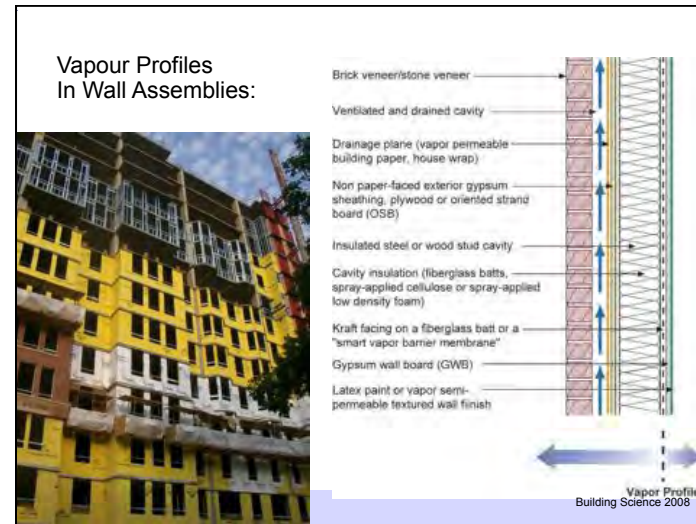 Vapour Profiles
In Wall Assemblies:
Brick veneer/stone veneer
Ventilated and drained cavity
Drainage plane (vapor permeable
building paper, house wrap)
Non paper-faced exterior gypsum
sheathing, plywood or oriented strand
board (OSB)
Insulated steel or wood stud cavity
Cavity insulation (fiberglass batts,
spray-applied cellulose or spray-applied
low density foam)
Kraft facing on a fiberglass batt or a
"smart vapor barrier membrane"
Gypsum wall board (GWB)
Latex paint or vapor semi-
permeable textured wall finish
Vapor Profile
Building Science 2008